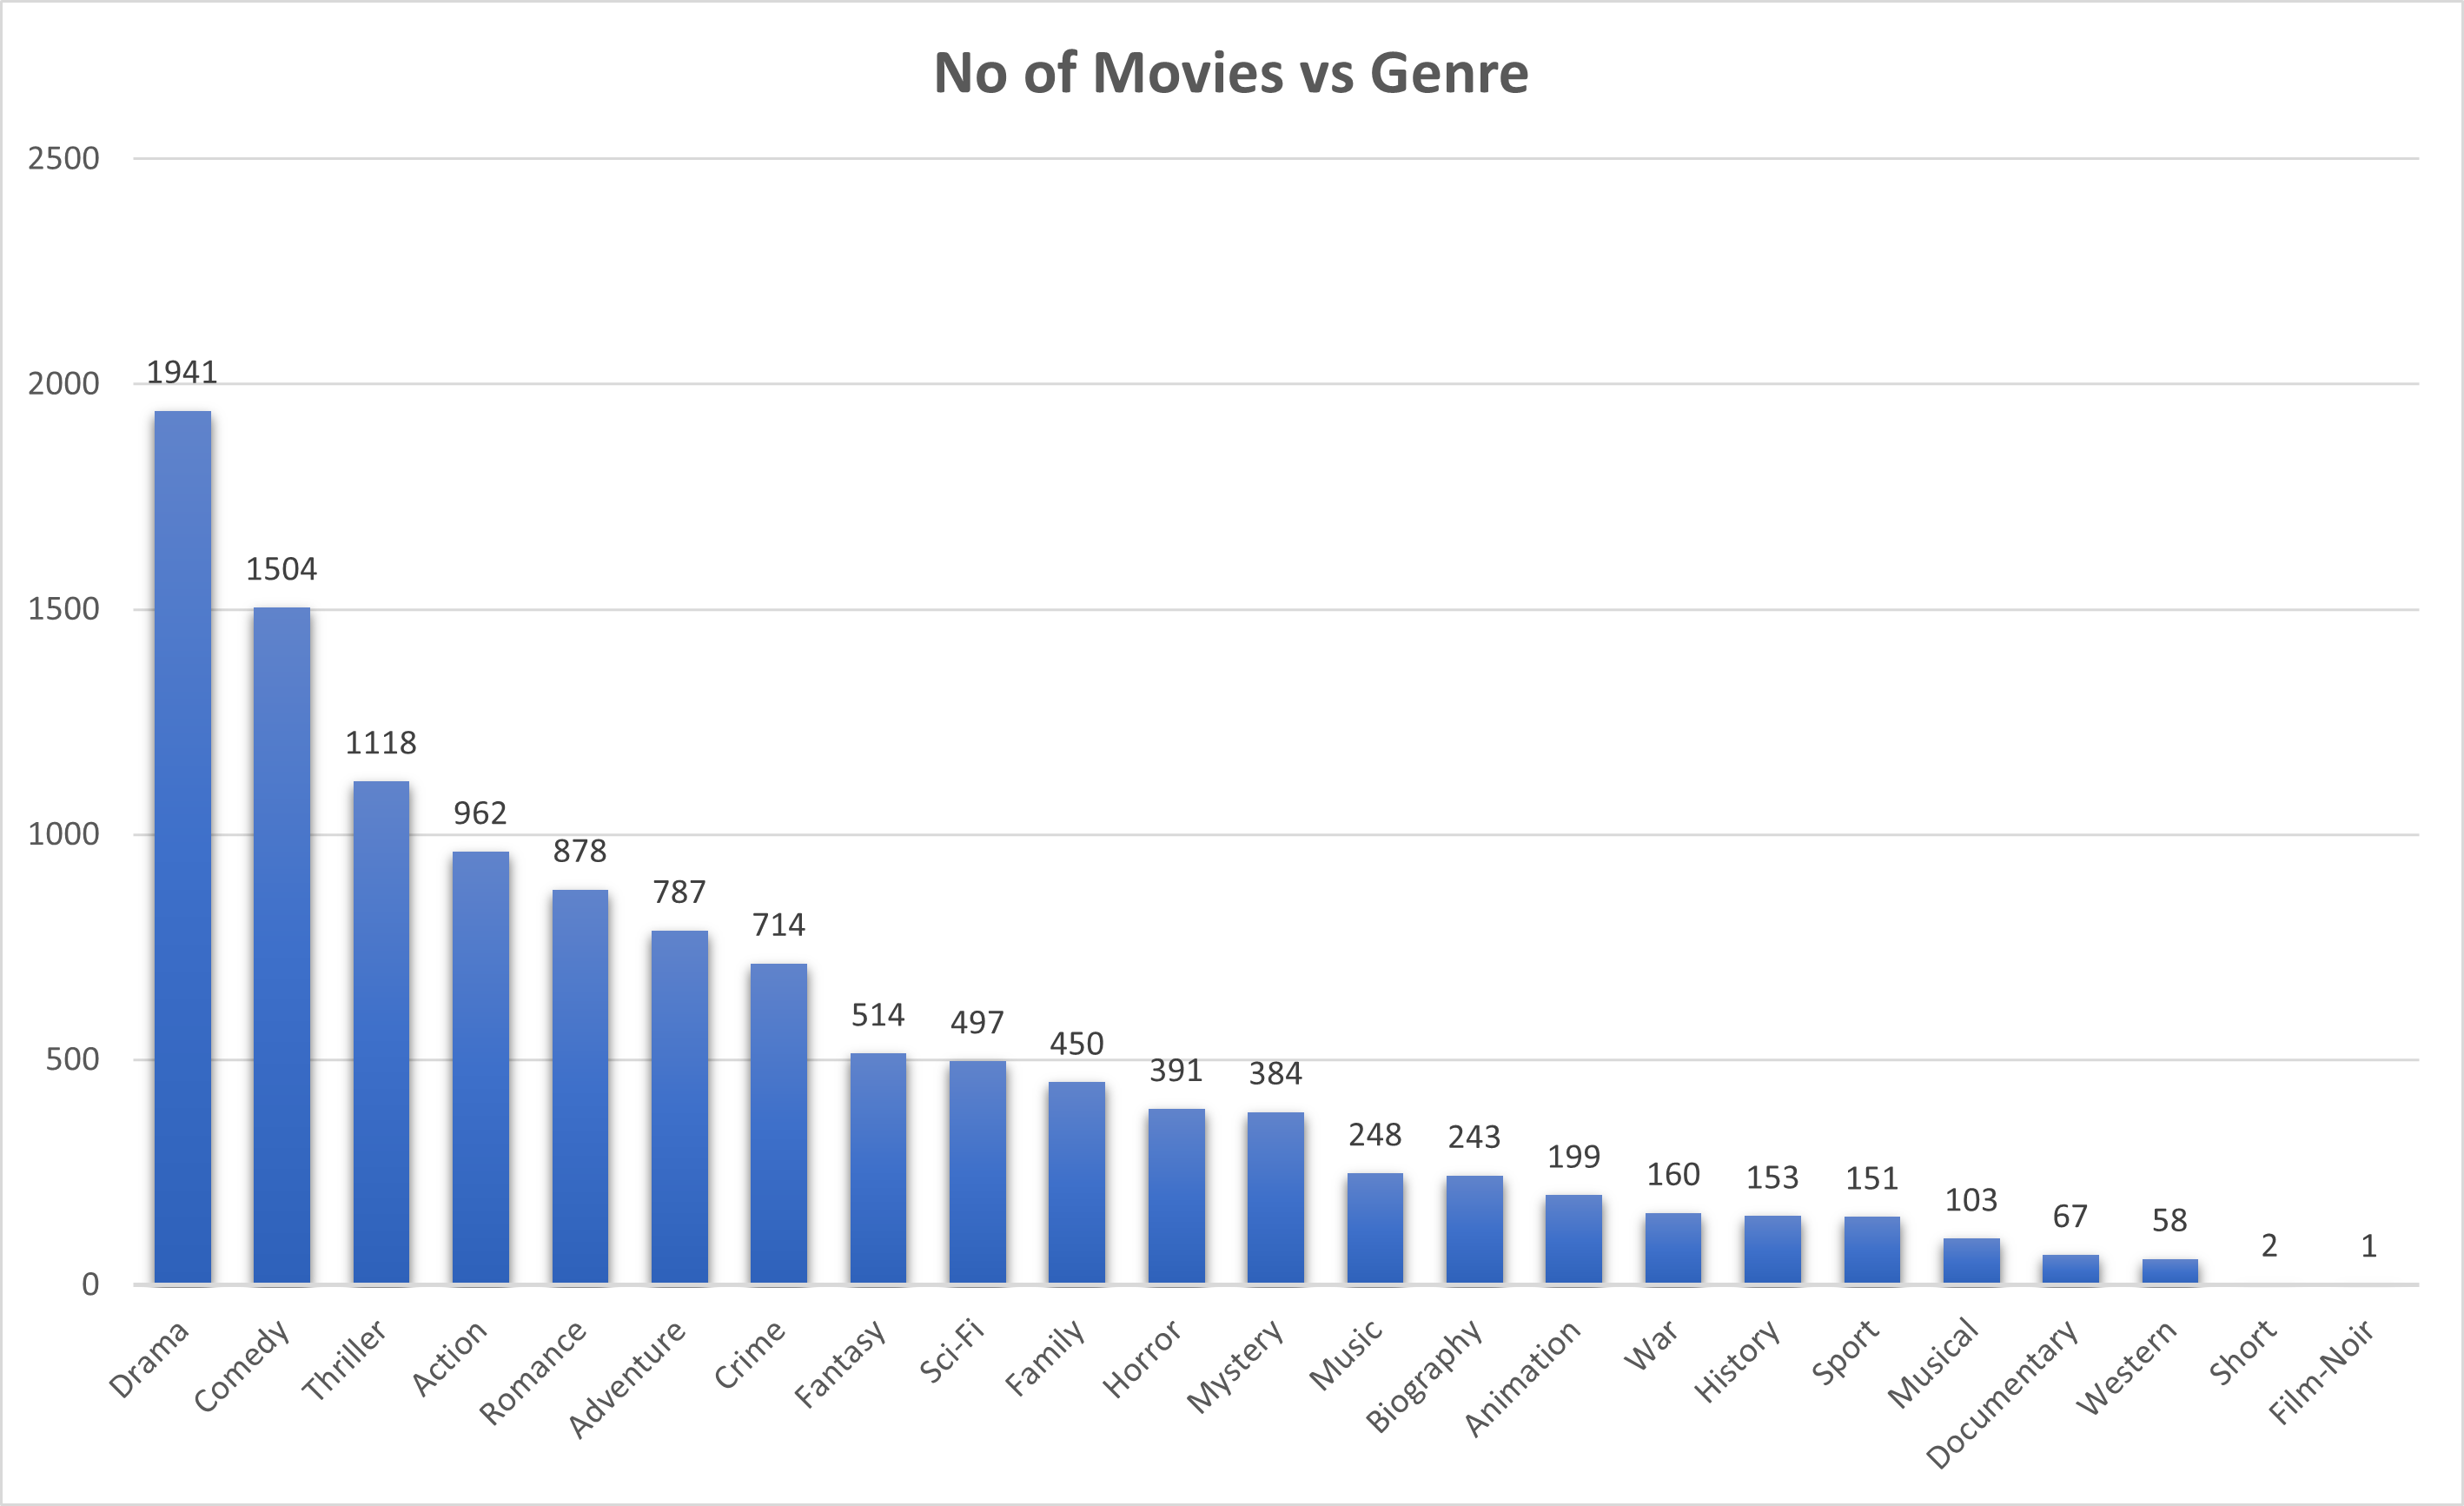 No of Movies vs Genre
2500
2000
1500
1000
500
0
1941
1504
1118
962
878
787
714
514
497
450
391
384
248
243
199
160
153
151
103
67
58
2
1
Drama
Comedy
Thriller
Action
Romance
Adventure
Crime
Fantasy
Sci-Fi
Family
Horror
Mystery
Music
Biography
Animation
War
History
Sport
Musical
Documentary
Western
Short
Film-Noir